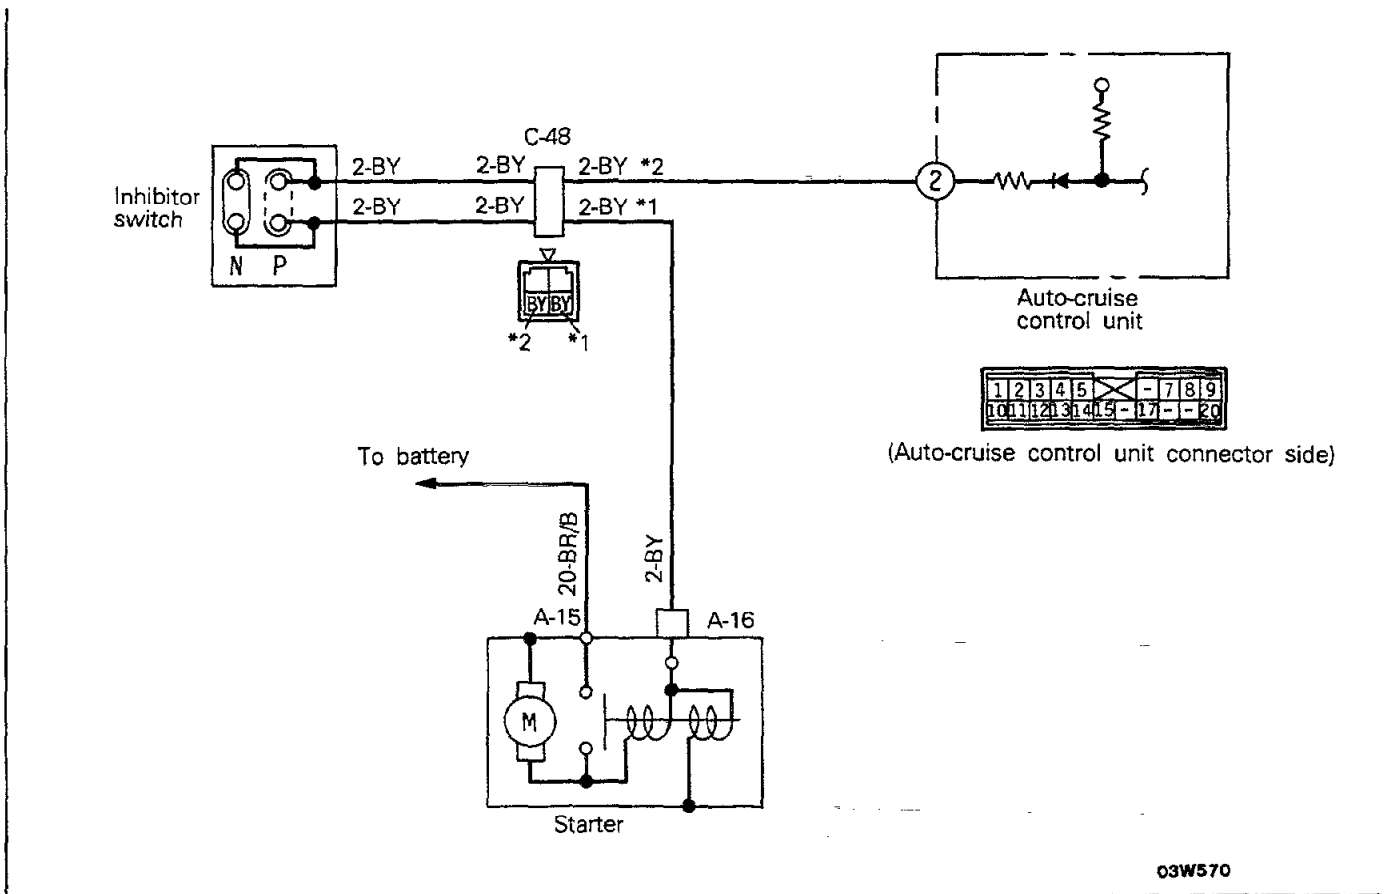 C-48
2-BY 2-BY 2-BY *2
2
Inhibitor
switch
2-BY 2-BY 2-BY *1
N P
BY BY
*2 *1
Auto-cruise
control unit
1 2 3 4 5 - 7 8 9
10 11 12 13 14 15 - 17 - - 20
(Auto-cruise control unit connector side)
To battery
20-BR/B
2-BY
A-15
A-16
M
Starter
03W570